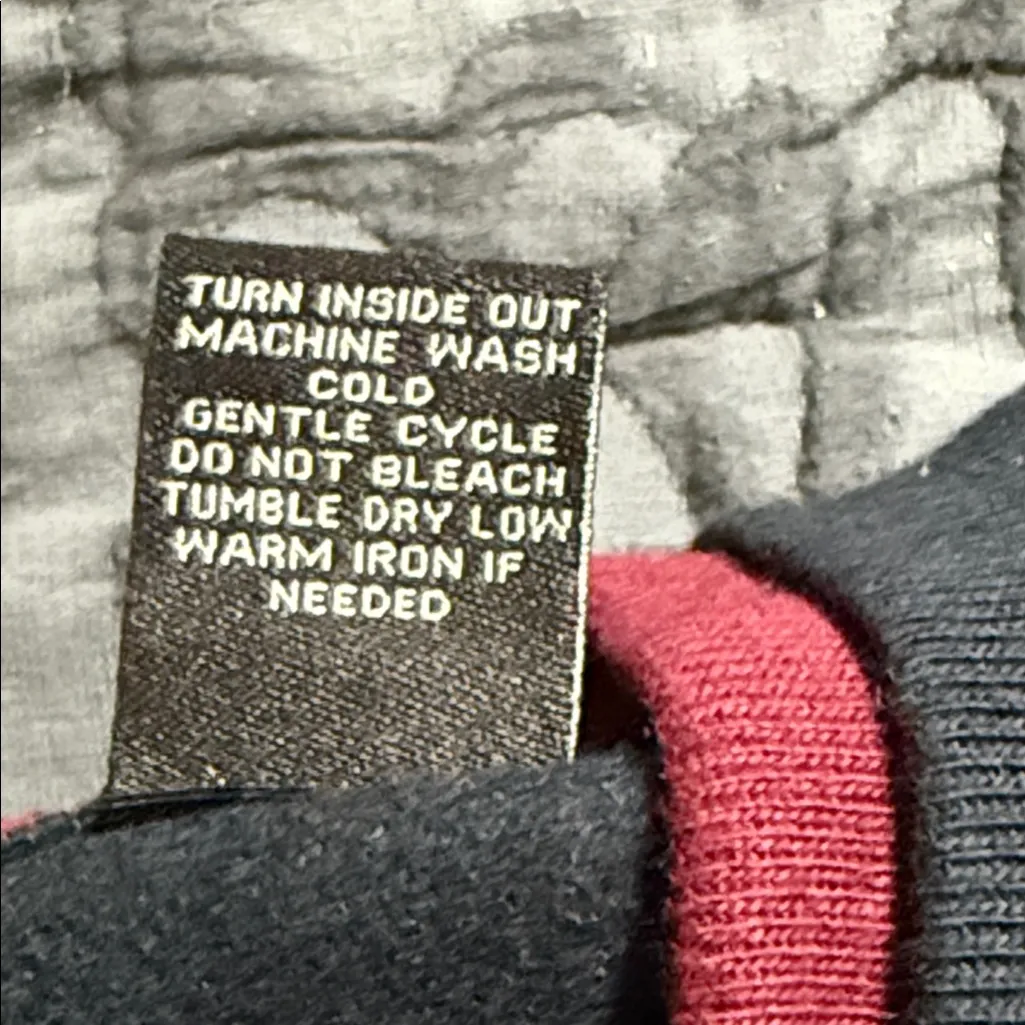 TURN INSIDE OUT
MACHINE WASH
COLD
GENTLE CYCLE
DO NOT BLEACH
TUMBLE DRY LOW
WARM IRON IF
NEEDED